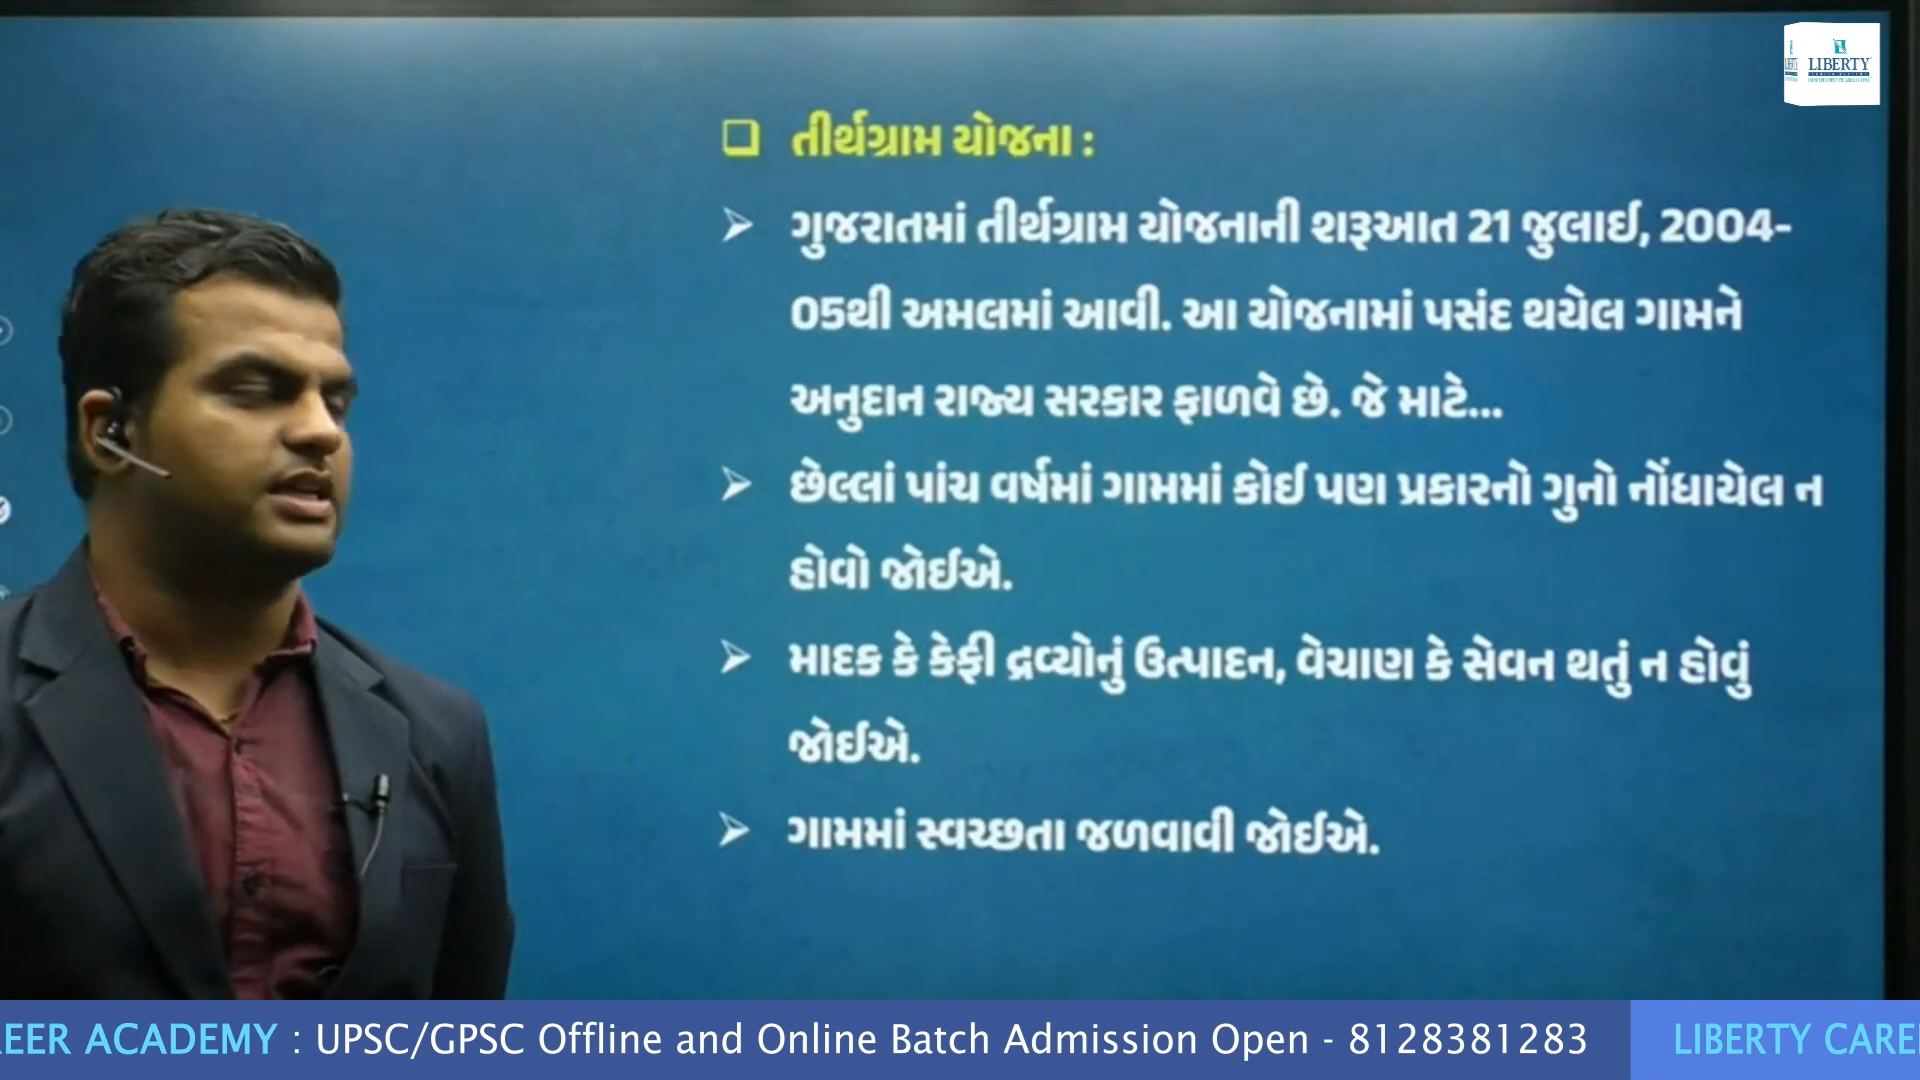 LIBERTY
❑ તીર્થગ્રામ યોજના :
➢ ગુજરાતમાં તીર્થગ્રામ યોજનાની શરૂઆત 21 જુલાઈ, 2004-
05થી અમલમાં આવી. આ યોજનામાં પસંદ થયેલ ગામને
અનુદાન રાજ્ય સરકાર ફાળવે છે. જે માટે...
➢ છેલ્લાં પાંચ વર્ષમાં ગામમાં કોઈ પણ પ્રકારનો ગુનો નોંધાયેલ ન
હોવો જોઈએ.
➢ માદક કે કેફી દ્રવ્યોનું ઉત્પાદન, વેચાણ કે સેવન થતું ન હોવું
જોઈએ.
➢ ગામમાં સ્વચ્છતા જળવાવી જોઈએ.
EER ACADEMY : UPSC/GPSC Offline and Online Batch Admission Open - 8128381283 LIBERTY CARE